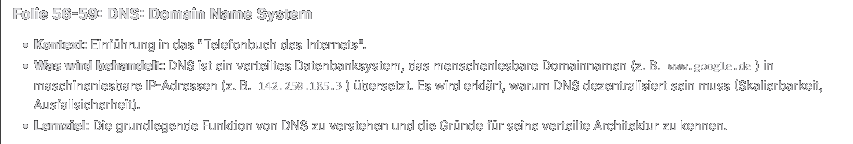 Folie 56-59: DNS: Domain Name System
• Kontext: Einführung in das "Telefonbuch des Internets".
• Was wird behandelt: DNS ist ein verteiltes Datenbanksystem, das menschenlesbare Domainnamen (z. B. www.google.de) in
maschinenlesbare IP-Adressen (z. B. 142.250.185.3) übersetzt. Es wird erklärt, warum DNS dezentralisiert sein muss (Skalierbarkeit,
Ausfallsicherheit).
• Lernziel: Die grundlegende Funktion von DNS zu verstehen und die Gründe für seine verteilte Architektur zu kennen.